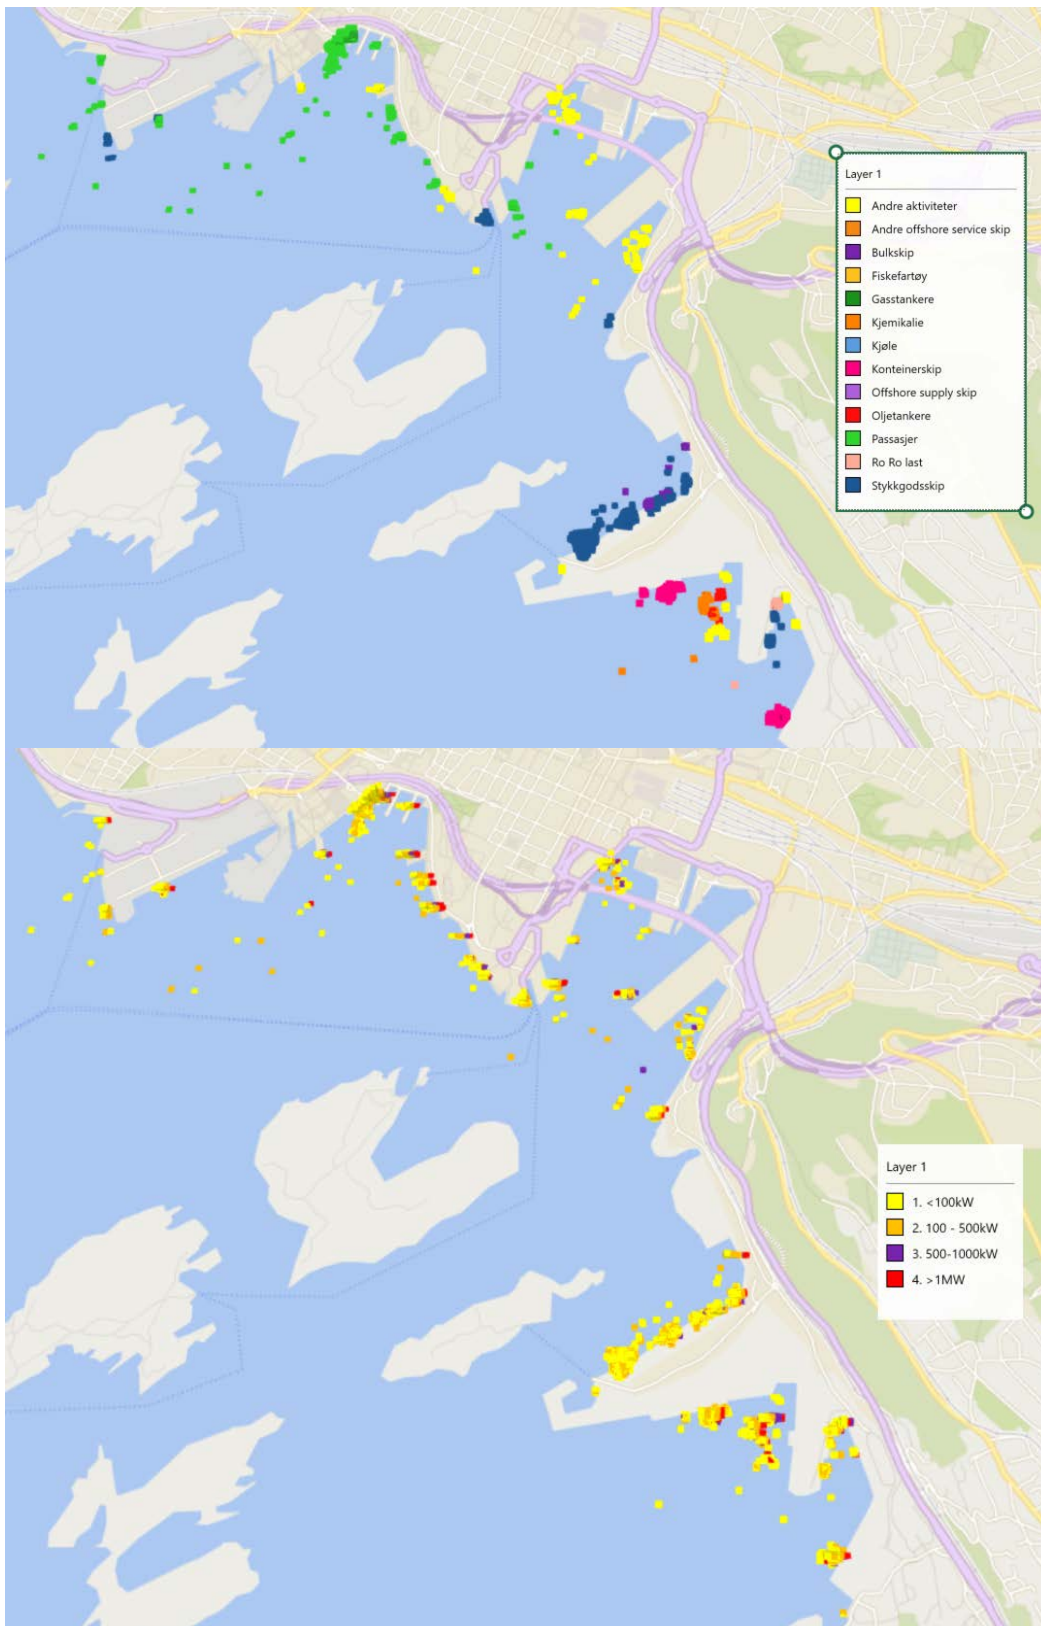 Layer 1
Andre aktiviteter
Andre offshore service skip
Bulkskip
Fiskefartøy
Gasstankere
Kjemikalie
Kjøle
Konteinerskip
Offshore supply skip
Oljetankere
Passasjer
Ro Ro last
Stykkgodsskip
Layer 1
1. <100kW
2. 100 - 500kW
3. 500-1000kW
4. >1MW